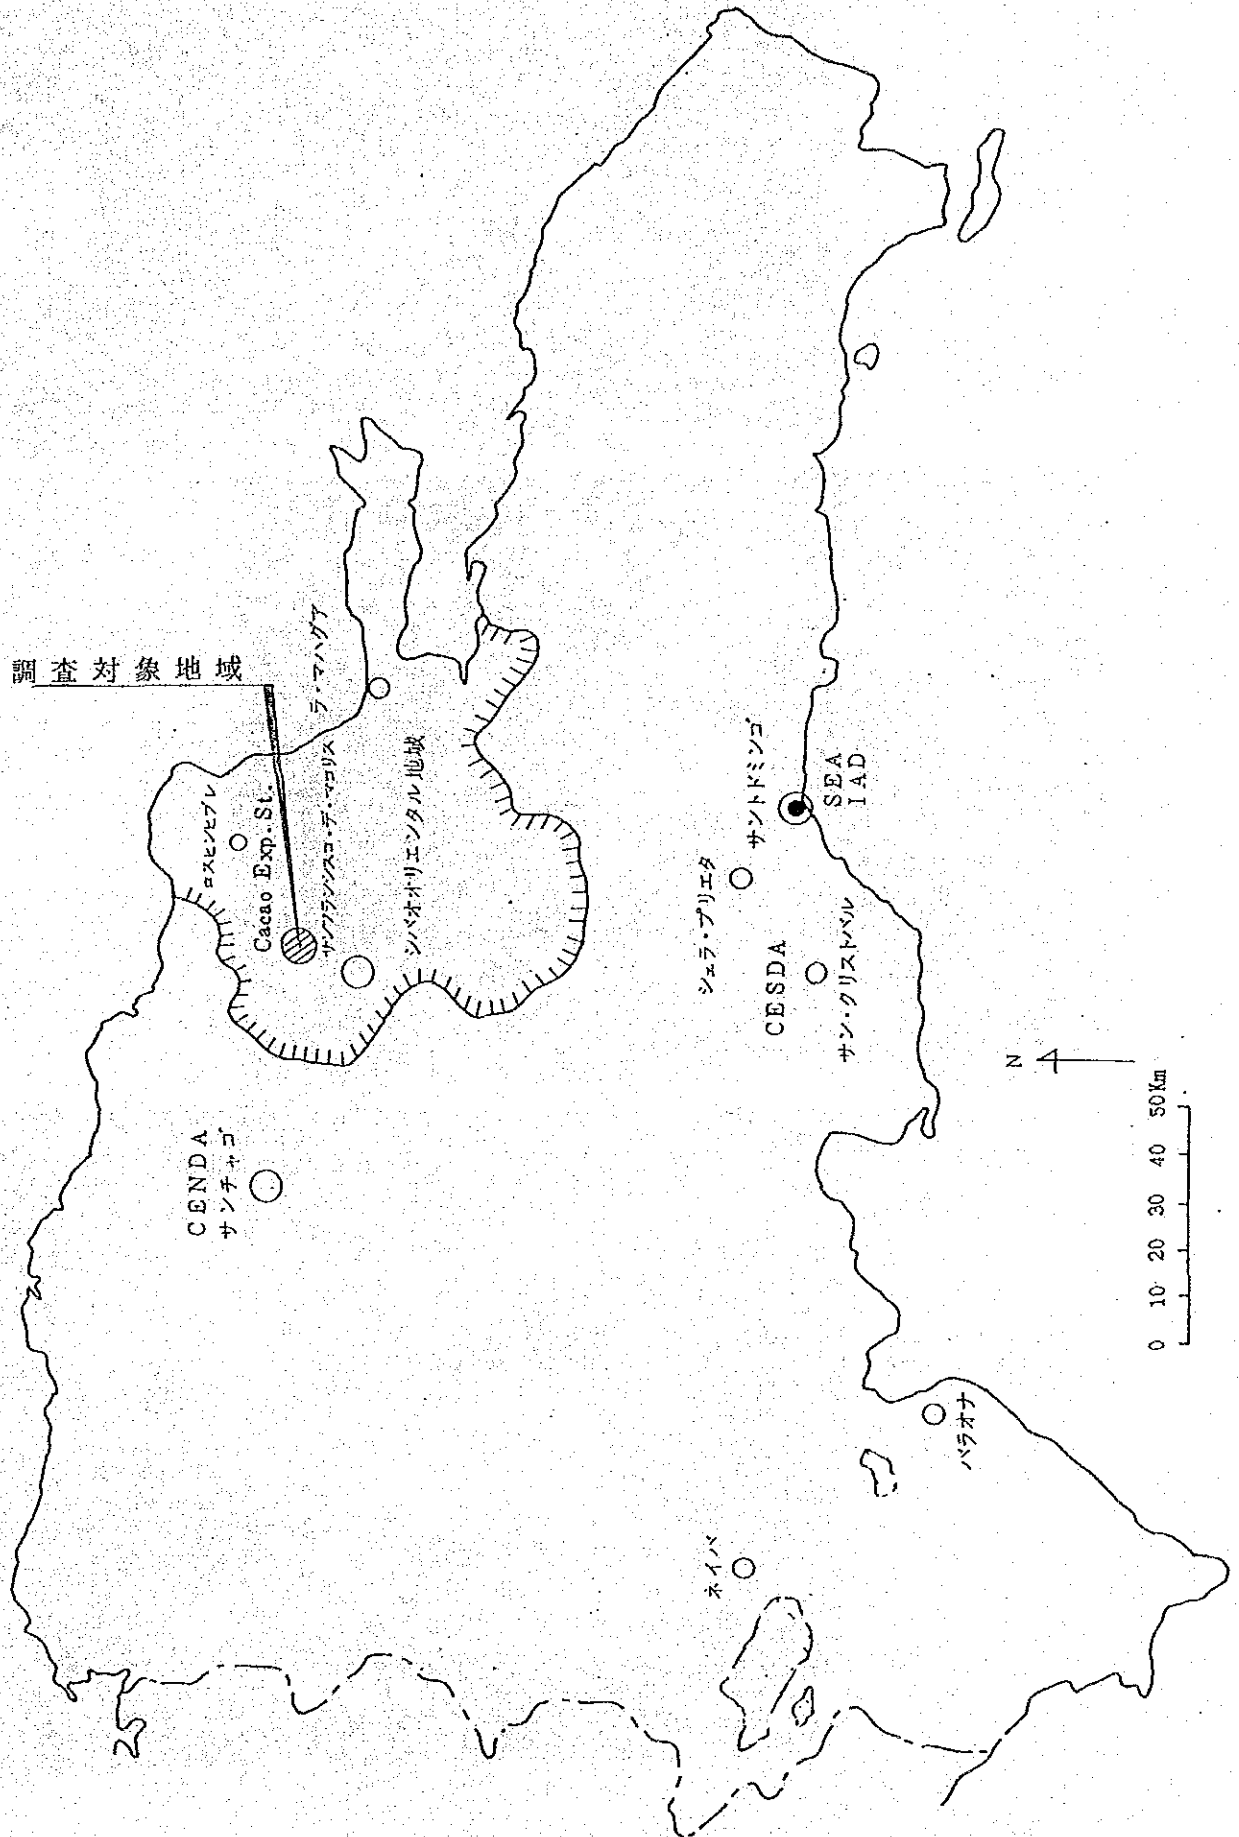 調査対象地域
ロスヒンヒブレ
Cacao Exp. St.
サンフランシスコ・デ・マコリス
ラ・マハグア
シバオオリエンタル地域
CENDA
サンチャゴ
シェラ・プリエタ
サントドミンゴ
SEA
IAD
CESDA
サン・クリストバル
ネイバ
バラオナ
N
0 10 20 30 40 50Km